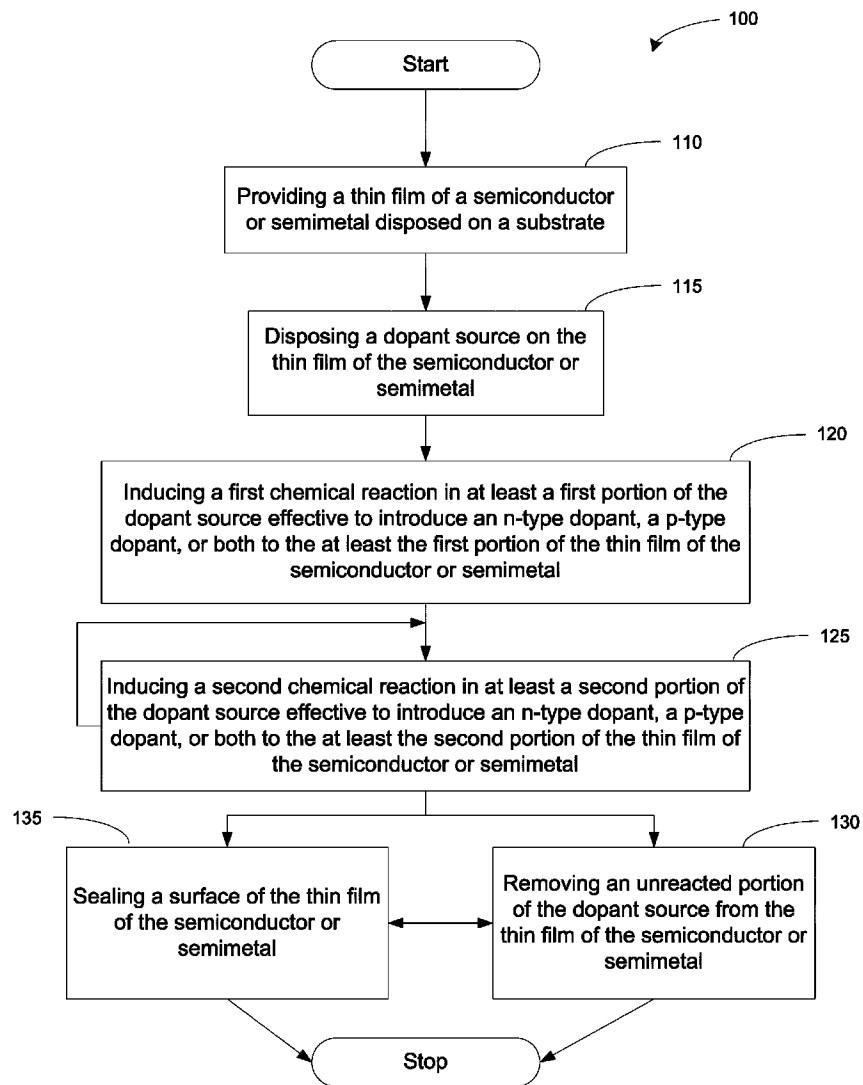 100
Start
110
Providing a thin film of a semiconductor
or semimetal disposed on a substrate
115
Disposing a dopant source on the
thin film of the semiconductor or
semimetal
120
Inducing a first chemical reaction in at least a first portion of the
dopant source effective to introduce an n-type dopant, a p-type
dopant, or both to the at least the first portion of the thin film of the
semiconductor or semimetal
125
Inducing a second chemical reaction in at least a second portion of
the dopant source effective to introduce an n-type dopant, a p-type
dopant, or both to the at least the second portion of the thin film of
the semiconductor or semimetal
135
Sealing a surface of the thin film
of the semiconductor or
semimetal
130
Removing an unreacted portion
of the dopant source from the
thin film of the semiconductor or
semimetal
Stop